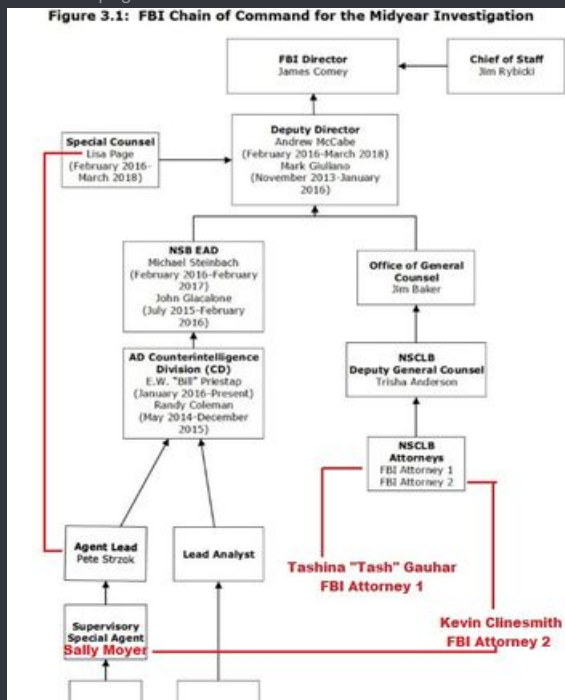 Figure 3.1: FBI Chain of Command for the Midyear Investigation
FBI Director
James Comey
Chief of Staff
Jim Rybicki
Deputy Director
Andrew McCabe
(February 2016-March 2018)
Mark Giuliano
(November 2013-January
2016)
Special Counsel
Lisa Page
(February 2016-
March 2018)
NSB EAD
Michael Steinbach
(February 2016-February
2017)
John Giacalone
(July 2015-February
2016)
Office of General
Counsel
Jim Baker
AD Counterintelligence
Division (CD)
E.W. "Bill" Priestap
(January 2016-Present)
Randy Coleman
(May 2014-December
2015)
NSCLB
Deputy General Counsel
Trisha Anderson
NSCLB
Attorneys
FBI Attorney 1
FBI Attorney 2
Agent Lead
Pete Strzok
Lead Analyst
Tashina "Tash" Gauhar
FBI Attorney 1
Supervisory
Special Agent
Sally Moyer
Kevin Clinesmith
FBI Attorney 2